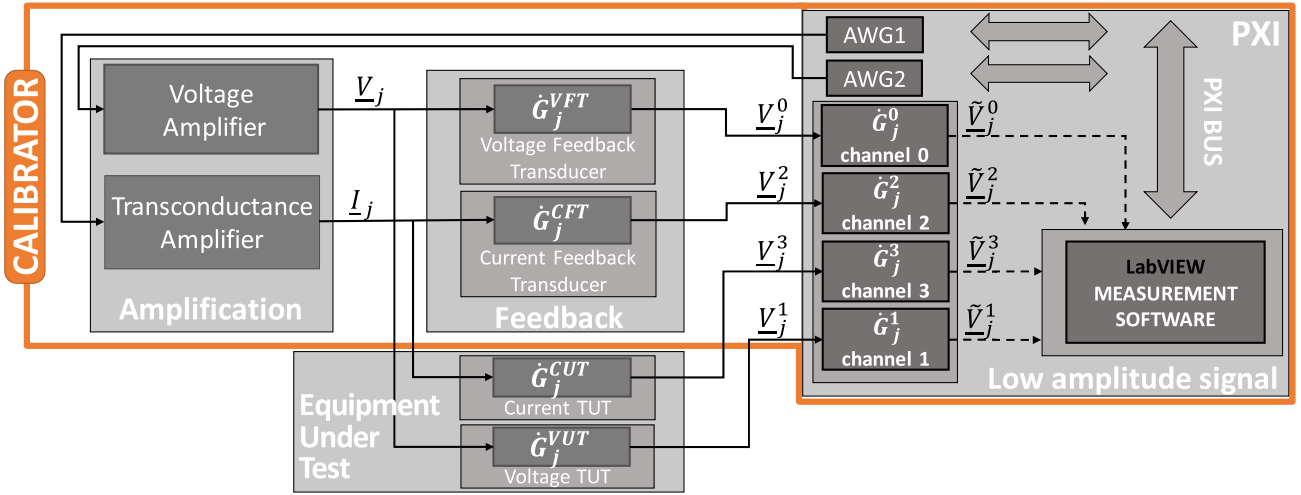 CALIBRATOR
Voltage
Amplifier
Transconductance
Amplifier
Amplification
V_j
I_j
Ġ_j^VFT
Voltage Feedback
Transducer
Ġ_j^CFT
Current Feedback
Transducer
Feedback
Equipment
Under
Test
Ġ_j^CUT
Current TUT
Ġ_j^VUT
Voltage TUT
V_j^0
V_j^2
V_j^3
V_j^1
AWG1
AWG2
Ġ_j^0
channel 0
Ġ_j^2
channel 2
Ġ_j^3
channel 3
Ġ_j^1
channel 1
Ṽ_j^0
Ṽ_j^2
Ṽ_j^3
Ṽ_j^1
PXI
PXI BUS
LabVIEW
MEASUREMENT
SOFTWARE
Low amplitude signal